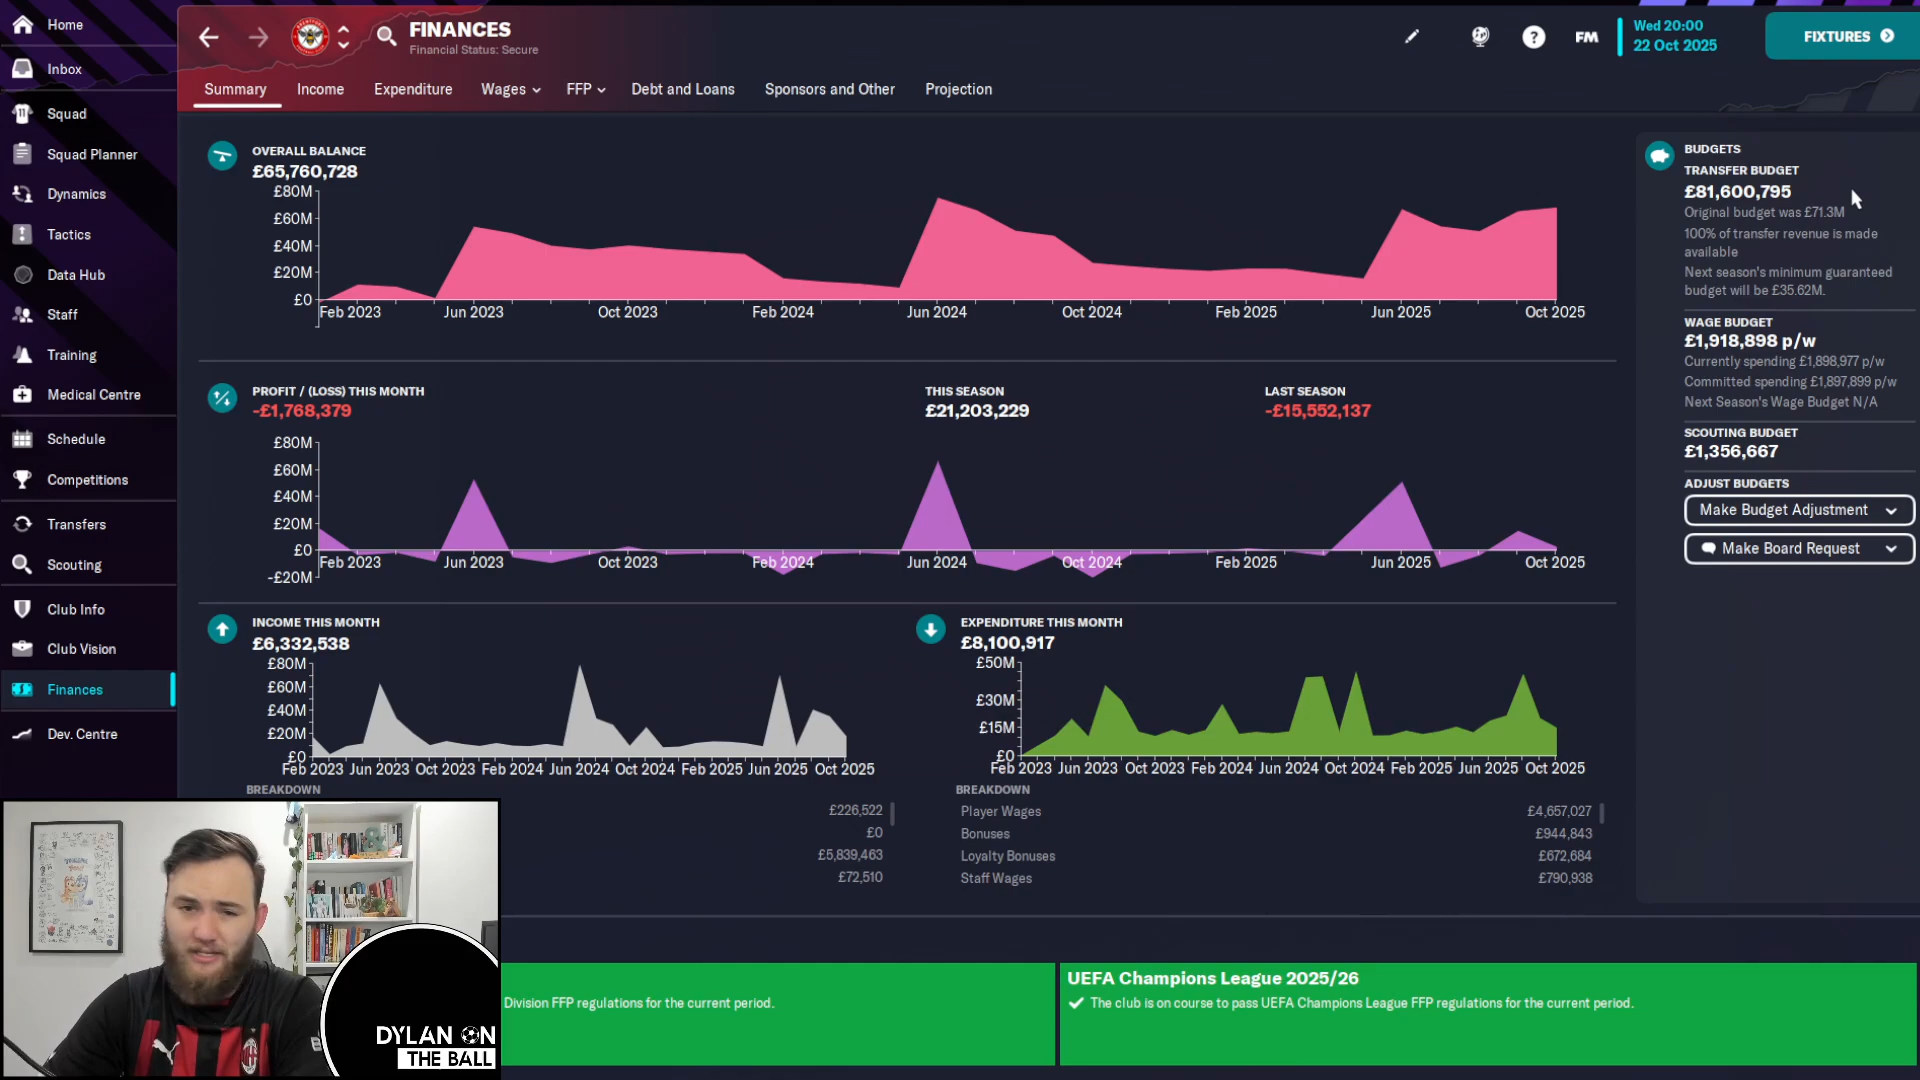 Home
Inbox
Squad
Squad Planner
Dynamics
Tactics
Data Hub
Staff
Training
Medical Centre
Schedule
Competitions
Transfers
Scouting
Club Info
Club Vision
Finances
Dev. Centre
FINANCES
Financial Status: Secure
FM
Wed 20:00
22 Oct 2025
FIXTURES
Summary Income Expenditure Wages FFP Debt and Loans Sponsors and Other Projection
OVERALL BALANCE
£65,760,728
£80M
£60M
£40M
£20M
£0
Feb 2023 Jun 2023 Oct 2023 Feb 2024 Jun 2024 Oct 2024 Feb 2025 Jun 2025 Oct 2025
PROFIT / (LOSS) THIS MONTH
-£1,768,379
THIS SEASON
£21,203,229
LAST SEASON
-£15,552,137
£80M
£60M
£40M
£20M
£0
-£20M
Feb 2023 Jun 2023 Oct 2023 Feb 2024 Jun 2024 Oct 2024 Feb 2025 Jun 2025 Oct 2025
INCOME THIS MONTH
£6,332,538
£80M
£60M
£40M
£20M
£0
Feb 2023 Jun 2023 Oct 2023 Feb 2024 Jun 2024 Oct 2024 Feb 2025 Jun 2025 Oct 2025
BREAKDOWN
£226,522
£0
£5,839,463
£72,510
EXPENDITURE THIS MONTH
£8,100,917
£50M
£30M
£15M
£0
Feb 2023 Jun 2023 Oct 2023 Feb 2024 Jun 2024 Oct 2024 Feb 2025 Jun 2025 Oct 2025
BREAKDOWN
Player Wages £4,657,027
Bonuses £944,843
Loyalty Bonuses £672,684
Staff Wages £790,938
BUDGETS
TRANSFER BUDGET
£81,600,795
Original budget was £71.3M
100% of transfer revenue is made
available
Next season's minimum guaranteed
budget will be £35.62M.
WAGE BUDGET
£1,918,898 p/w
Currently spending £1,898,977 p/w
Committed spending £1,897,899 p/w
Next Season's Wage Budget N/A
SCOUTING BUDGET
£1,356,667
ADJUST BUDGETS
Make Budget Adjustment
Make Board Request
Division FFP regulations for the current period.
UEFA Champions League 2025/26
The club is on course to pass UEFA Champions League FFP regulations for the current period.
DYLAN ON
THE BALL